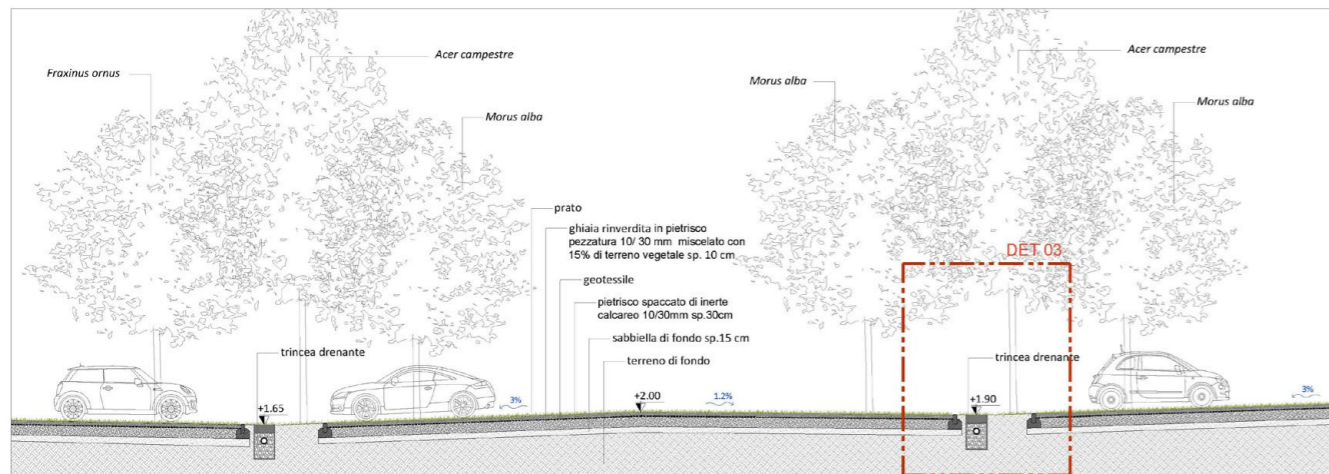 Fraxinus ornus
Acer campestre
Morus alba
Morus alba
Acer campestre
Morus alba
prato
ghiaia rinverdita in pietrisco
pezzatura 10/ 30 mm miscelato con
15% di terreno vegetale sp. 10 cm
geotessile
pietrisco spaccato di inerte
calcareo 10/30mm sp.30cm
sabbiella di fondo sp.15 cm
terreno di fondo
DET 03
trincea drenante
trincea drenante
+1.65
3%
+2.00
1.2%
+1.90
3%